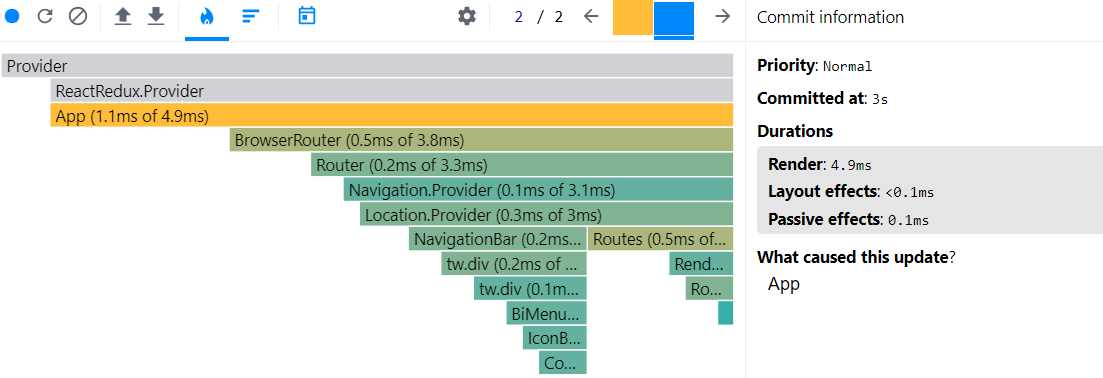 2 / 2
Commit information
Provider
ReactRedux.Provider
App (1.1ms of 4.9ms)
BrowserRouter (0.5ms of 3.8ms)
Router (0.2ms of 3.3ms)
Navigation.Provider (0.1ms of 3.1ms)
Location.Provider (0.3ms of 3ms)
NavigationBar (0.2ms...
Routes (0.5ms of...
tw.div (0.2ms of ...
Rend...
tw.div (0.1m...
Ro...
BiMenu...
IconB...
Co...
Priority: Normal
Committed at: 3s
Durations
Render: 4.9ms
Layout effects: <0.1ms
Passive effects: 0.1ms
What caused this update?
App